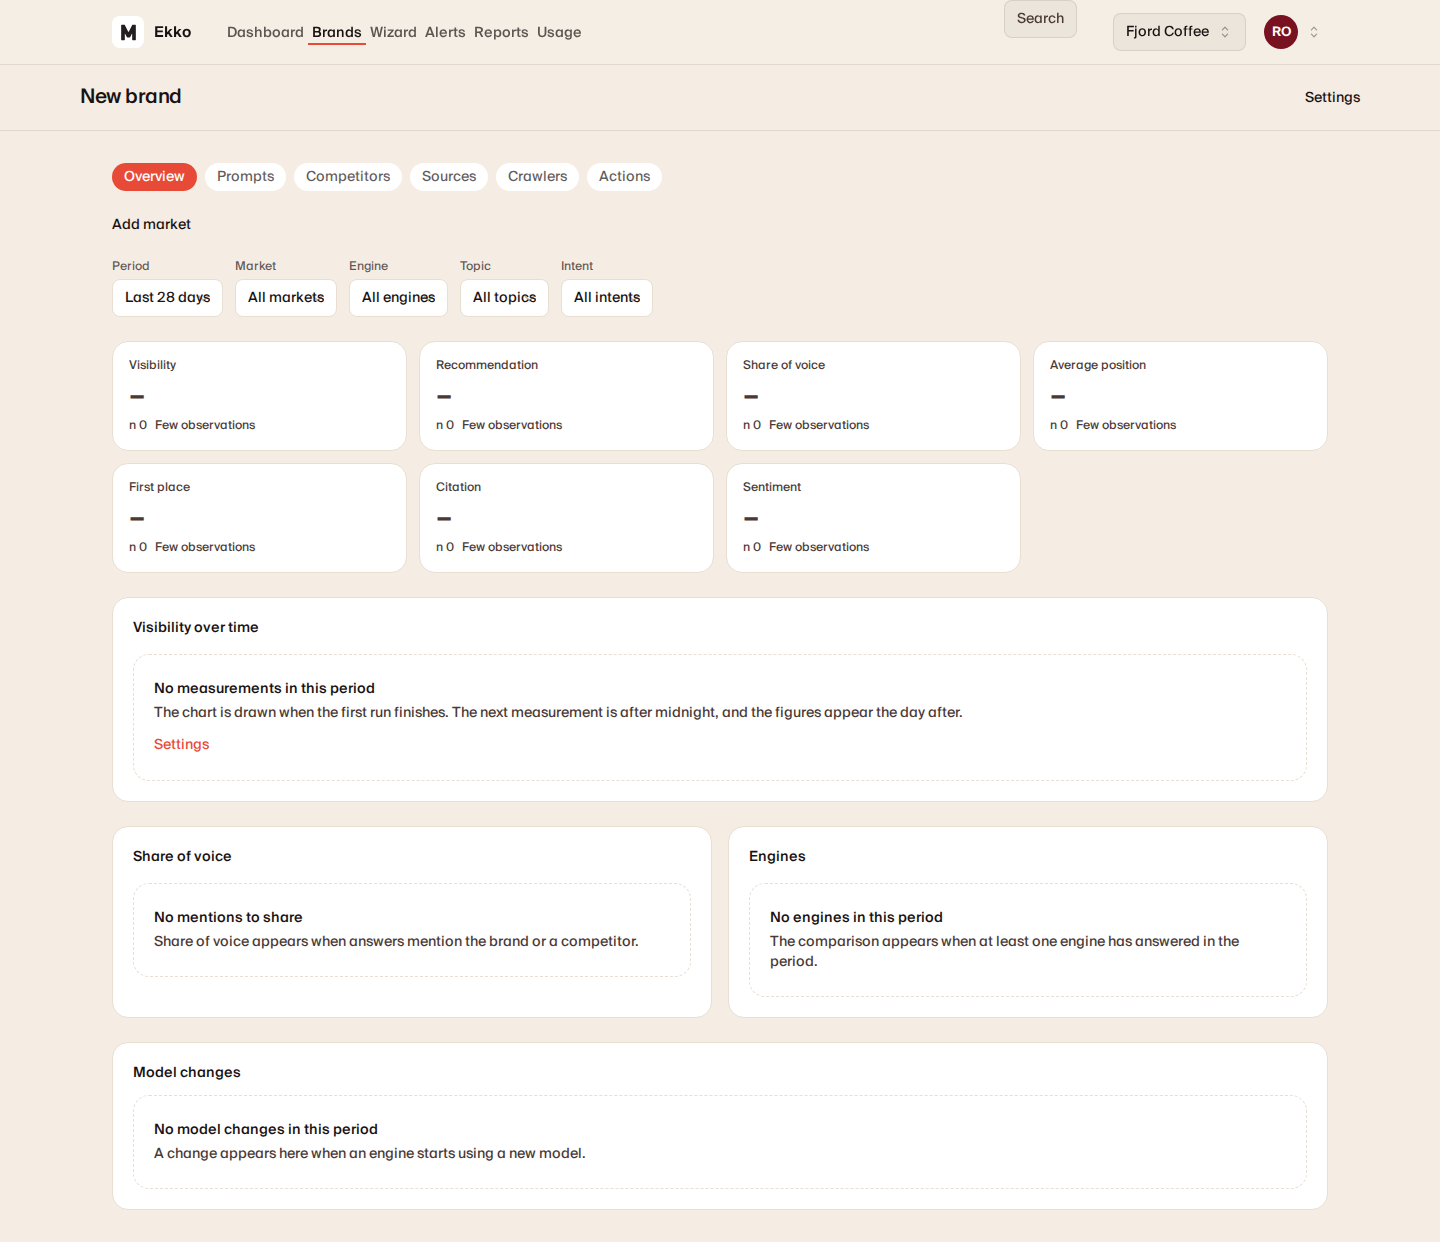 M Ekko Dashboard Brands Wizard Alerts Reports Usage Search Fjord Coffee RO
New brand Settings
Overview Prompts Competitors Sources Crawlers Actions
Add market
Period Market Engine Topic Intent
Last 28 days All markets All engines All topics All intents
Visibility Recommendation Share of voice Average position
– – – –
n 0 Few observations n 0 Few observations n 0 Few observations n 0 Few observations
First place Citation Sentiment
– – –
n 0 Few observations n 0 Few observations n 0 Few observations
Visibility over time
No measurements in this period
The chart is drawn when the first run finishes. The next measurement is after midnight, and the figures appear the day after.
Settings
Share of voice
No mentions to share
Share of voice appears when answers mention the brand or a competitor.
Engines
No engines in this period
The comparison appears when at least one engine has answered in the
period.
Model changes
No model changes in this period
A change appears here when an engine starts using a new model.